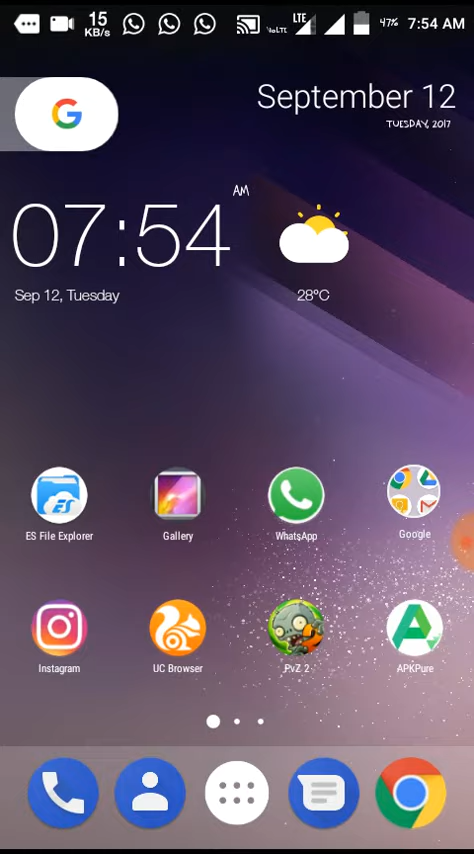 15
KB/s
VoLTE
LTE
47%
7:54 AM
September 12
TUESDAY, 2017
07:54
AM
Sep 12, Tuesday
28°C
ES File Explorer
Gallery
WhatsApp
Google
Instagram
UC Browser
PvZ 2
APKPure